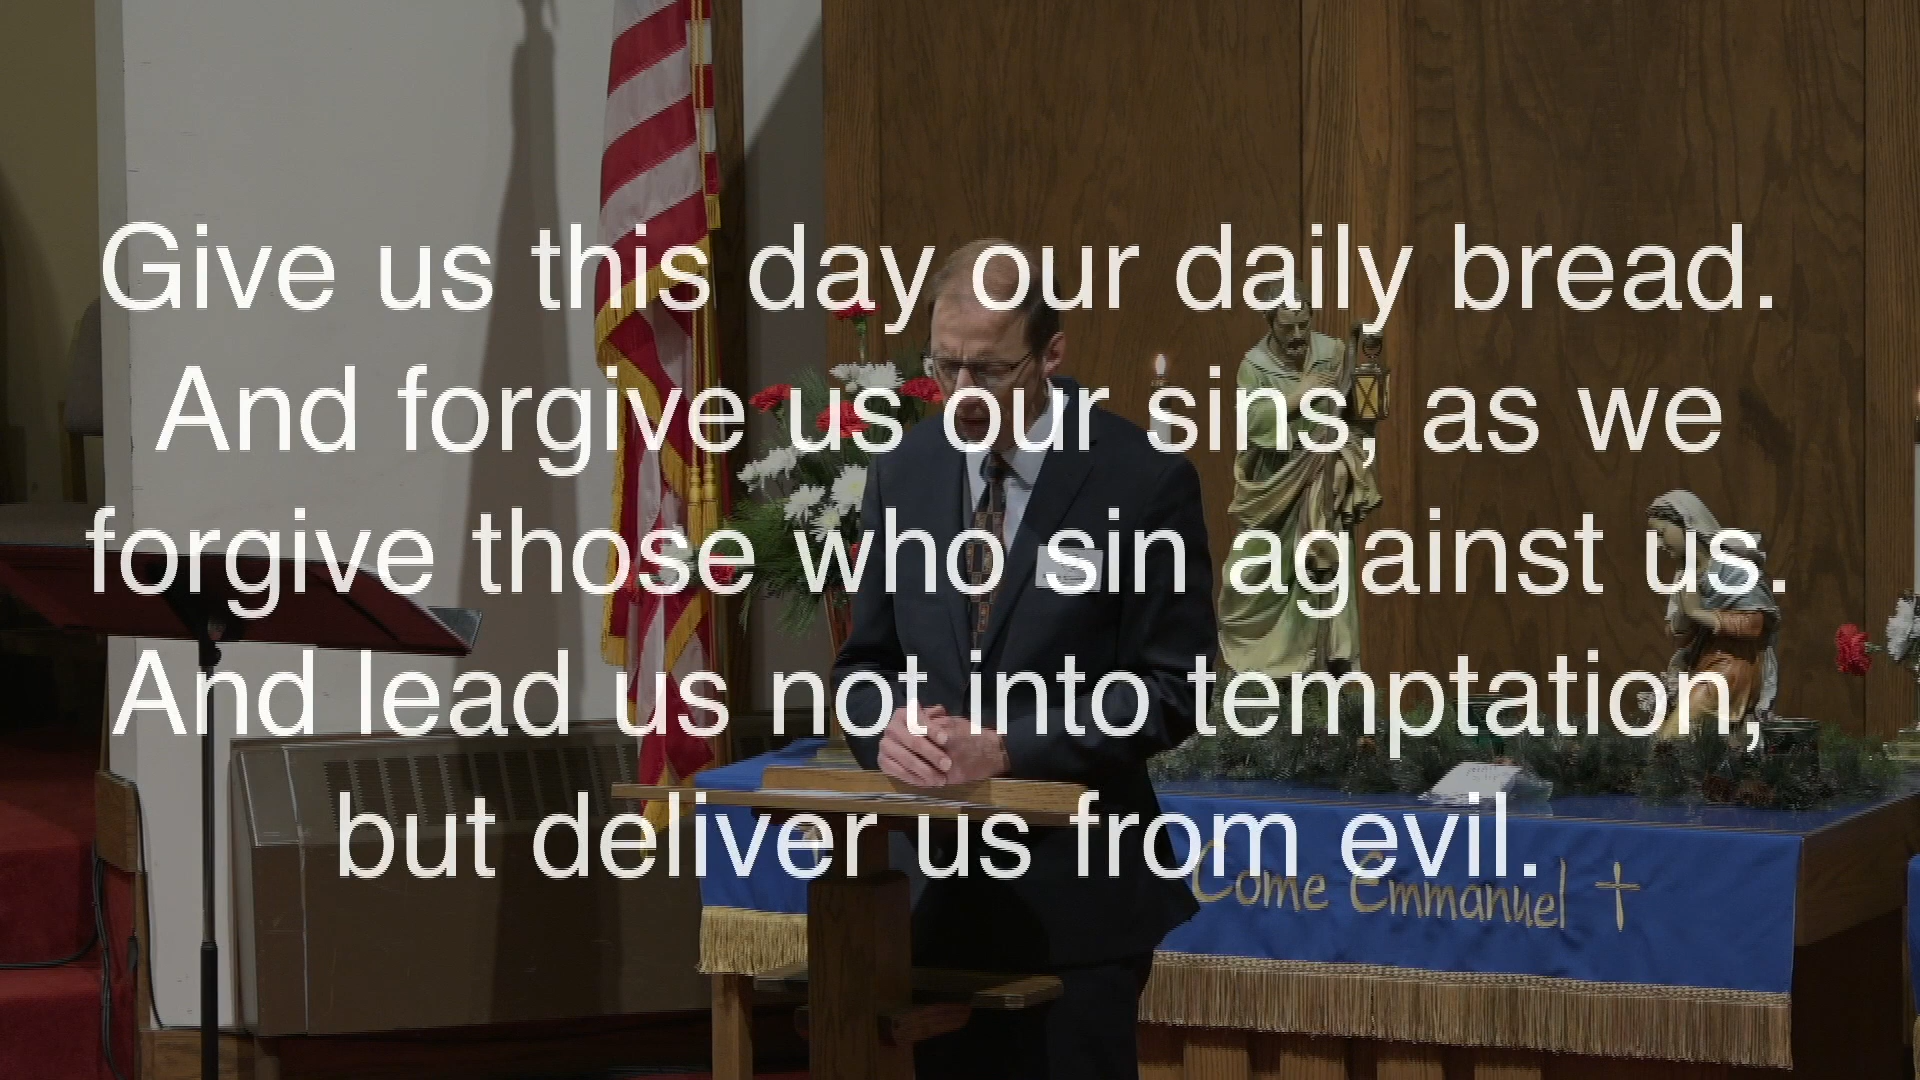 Give us this day our daily bread.
And forgive us our sins, as we
forgive those who sin against us.
And lead us not into temptation,
but deliver us from evil.
Come Emmanuel